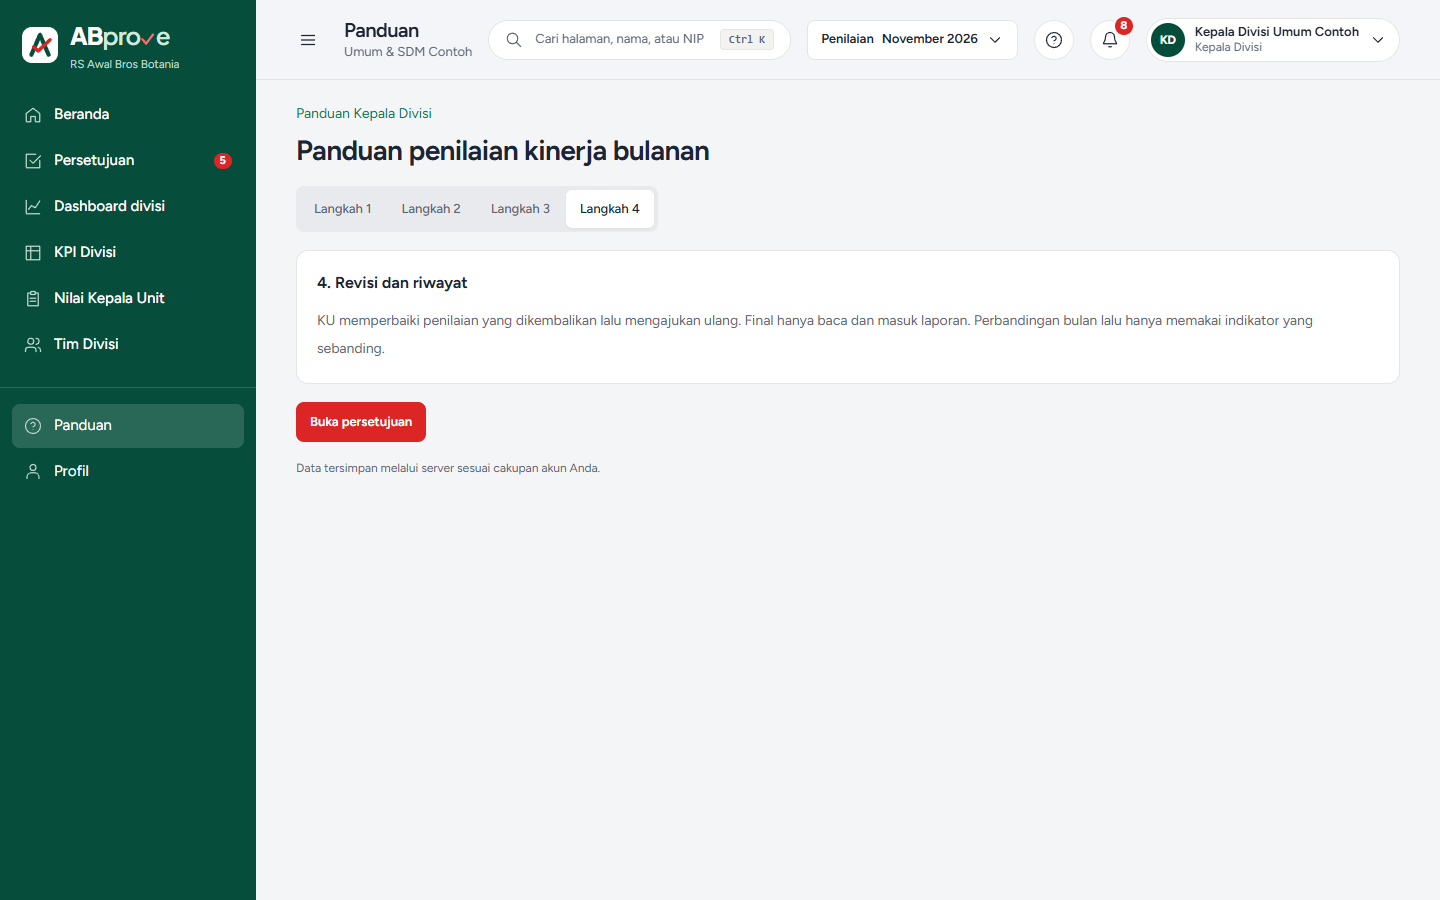 ABprove
RS Awal Bros Botania
Beranda
Persetujuan 5
Dashboard divisi
KPI Divisi
Nilai Kepala Unit
Tim Divisi
Panduan
Profil
Panduan
Umum & SDM Contoh
Cari halaman, nama, atau NIP Ctrl K
Penilaian November 2026
8
KD
Kepala Divisi Umum Contoh
Kepala Divisi
Panduan Kepala Divisi
Panduan penilaian kinerja bulanan
Langkah 1 Langkah 2 Langkah 3 Langkah 4
4. Revisi dan riwayat
KU memperbaiki penilaian yang dikembalikan lalu mengajukan ulang. Final hanya baca dan masuk laporan. Perbandingan bulan lalu hanya memakai indikator yang
sebanding.
Buka persetujuan
Data tersimpan melalui server sesuai cakupan akun Anda.